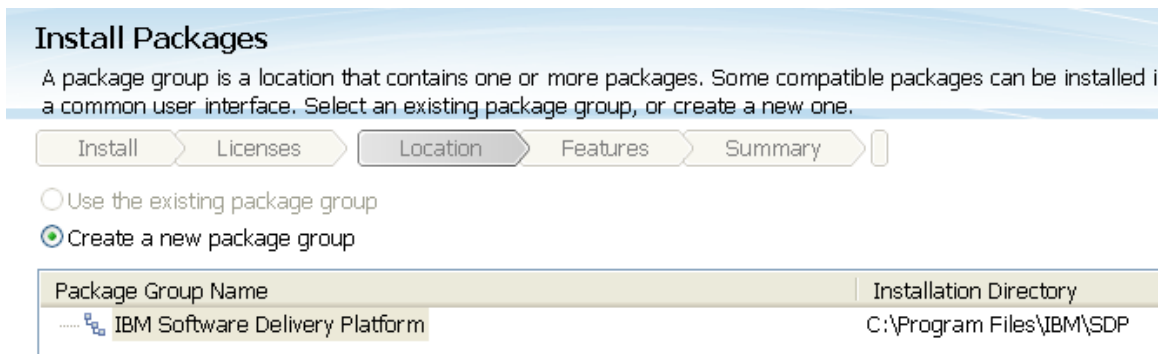 Install Packages
A package group is a location that contains one or more packages. Some compatible packages can be installed i
a common user interface. Select an existing package group, or create a new one.
Install Licenses Location Features Summary
Use the existing package group
Create a new package group
Package Group Name Installation Directory
IBM Software Delivery Platform C:\Program Files\IBM\SDP